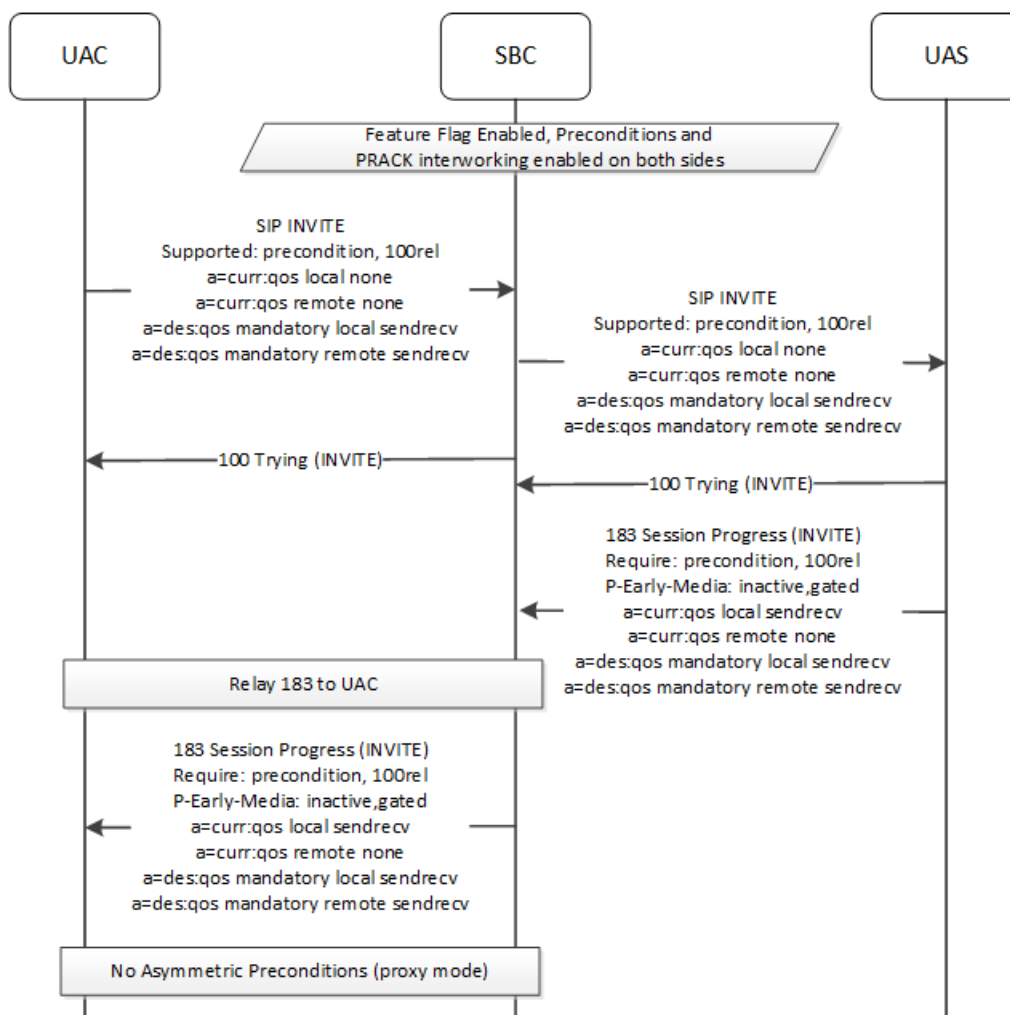 UAC
SBC
UAS
Feature Flag Enabled, Preconditions and
PRACK interworking enabled on both sides
SIP INVITE
Supported: precondition, 100rel
a=curr:qos local none
a=curr:qos remote none
a=des:qos mandatory local sendrecv
a=des:qos mandatory remote sendrecv
SIP INVITE
Supported: precondition, 100rel
a=curr:qos local none
a=curr:qos remote none
a=des:qos mandatory local sendrecv
a=des:qos mandatory remote sendrecv
100 Trying (INVITE)
100 Trying (INVITE)
183 Session Progress (INVITE)
Require: precondition, 100rel
P-Early-Media: inactive,gated
a=curr:qos local sendrecv
a=curr:qos remote none
a=des:qos mandatory local sendrecv
a=des:qos mandatory remote sendrecv
Relay 183 to UAC
183 Session Progress (INVITE)
Require: precondition, 100rel
P-Early-Media: inactive,gated
a=curr:qos local sendrecv
a=curr:qos remote none
a=des:qos mandatory local sendrecv
a=des:qos mandatory remote sendrecv
No Asymmetric Preconditions (proxy mode)